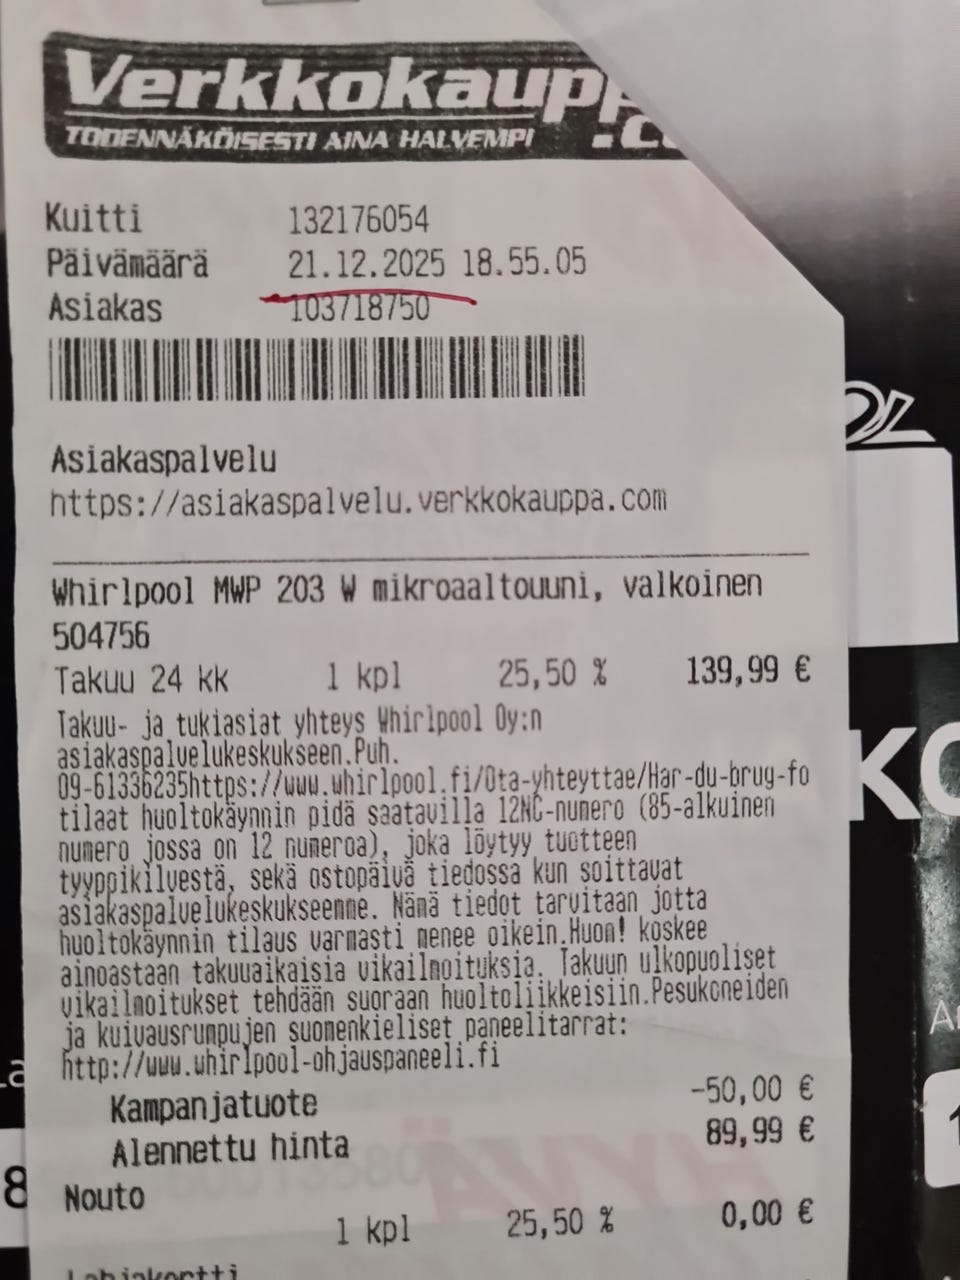 Verkkokaupp
.c
TODENNÄKÖISESTI AINA HALVEMPI
Kuitti 132176054
Päivämäärä 21.12.2025 18.55.05
Asiakas 103718750
Asiakaspalvelu
https://asiakaspalvelu.verkkokauppa.com
Whirlpool MWP 203 W mikroaaltouuni, valkoinen
504756
Takuu 24 kk 1 kpl 25,50 % 139,99 €
Takuu- ja tukiasiat yhteys Whirlpool Oy:n
asiakaspalvelukeskukseen.Puh.
09-61336235https://www.whirlpool.fi/Ota-yhteyttae/Har-du-brug-fo
tilaat huoltokäynnin pidä saatavilla 12NC-numero (85-alkuinen
numero jossa on 12 numeroa), joka löytyy tuotteen
tyyppikilvestä, sekä ostopäivä tiedossa kun soittavat
asiakaspalvelukeskukseemme. Nämä tiedot tarvitaan jotta
huoltokäynnin tilaus varmasti menee oikein.Huom! koskee
ainoastaan takuuaikaisia vikailmoituksia. Takuun ulkopuoliset
vikailmoitukset tehdään suoraan huoltoliikkeisiin.Pesukoneiden
ja kuivausrumpujen suomenkieliset paneelitarrat:
http://www.whirlpool-ohjauspaneeli.fi
Kampanjatuote -50,00 €
Alennettu hinta 89,99 €
Nouto
1 kpl 25,50 % 0,00 €
Lahjakortti
OL
KO
8